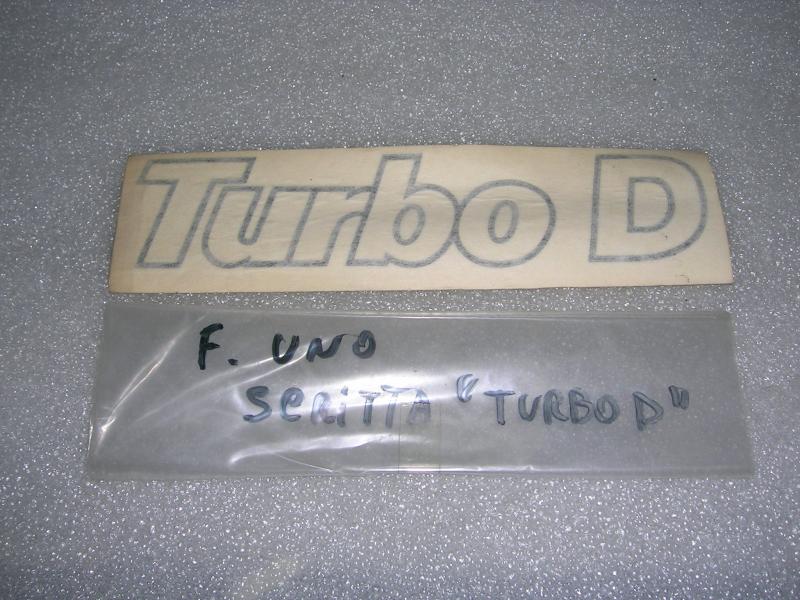 Turbo D
F. UNO
SCRITTA "TURBO D"